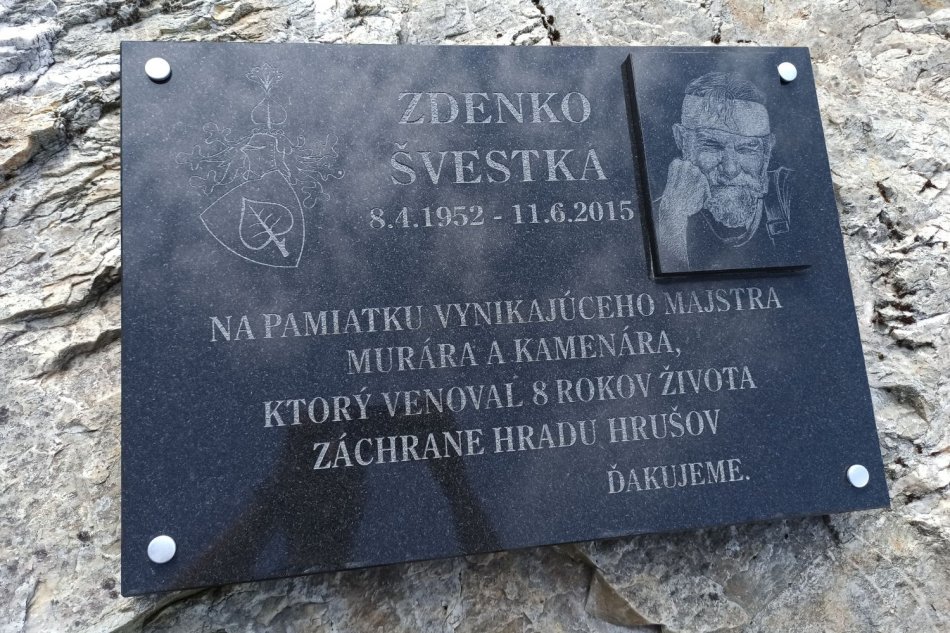 ZDENKO
ŠVESTKA
8.4.1952 - 11.6.2015
NA PAMIATKU VYNIKAJÚCEHO MAJSTRA
MURÁRA A KAMENÁRA,
KTORÝ VENOVAL 8 ROKOV ŽIVOTA
ZÁCHRANE HRADU HRUŠOV
ĎAKUJEME.